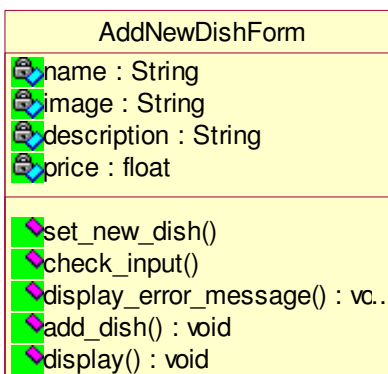 AddNewDishForm
name : String
image : String
description : String
price : float
set_new_dish()
check_input()
display_error_message() : vo..
add_dish() : void
display() : void